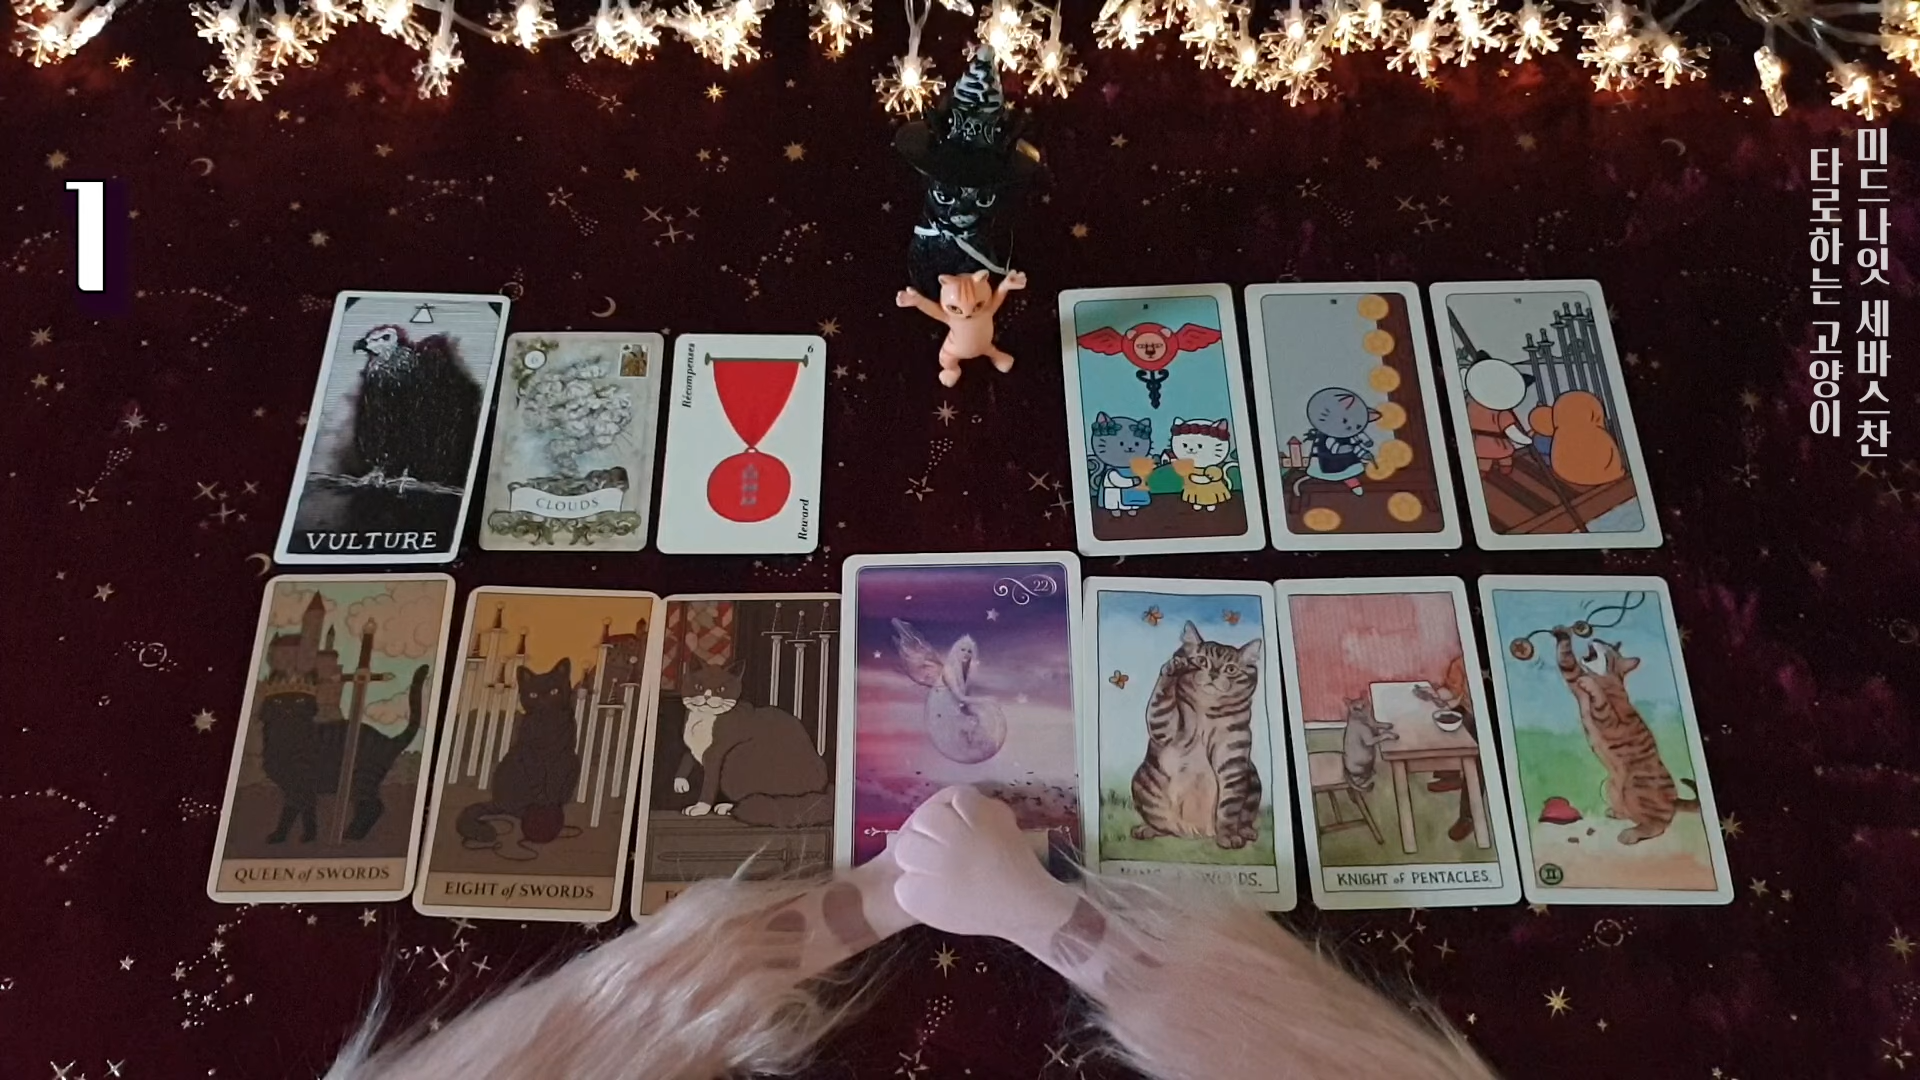 1
미드나잇 세바스찬
타로하는 고양이
VULTURE
CLOUDS
Récompenses
6
Reward
22
QUEEN of SWORDS
EIGHT of SWORDS
KNIGHT of PENTACLES.
II